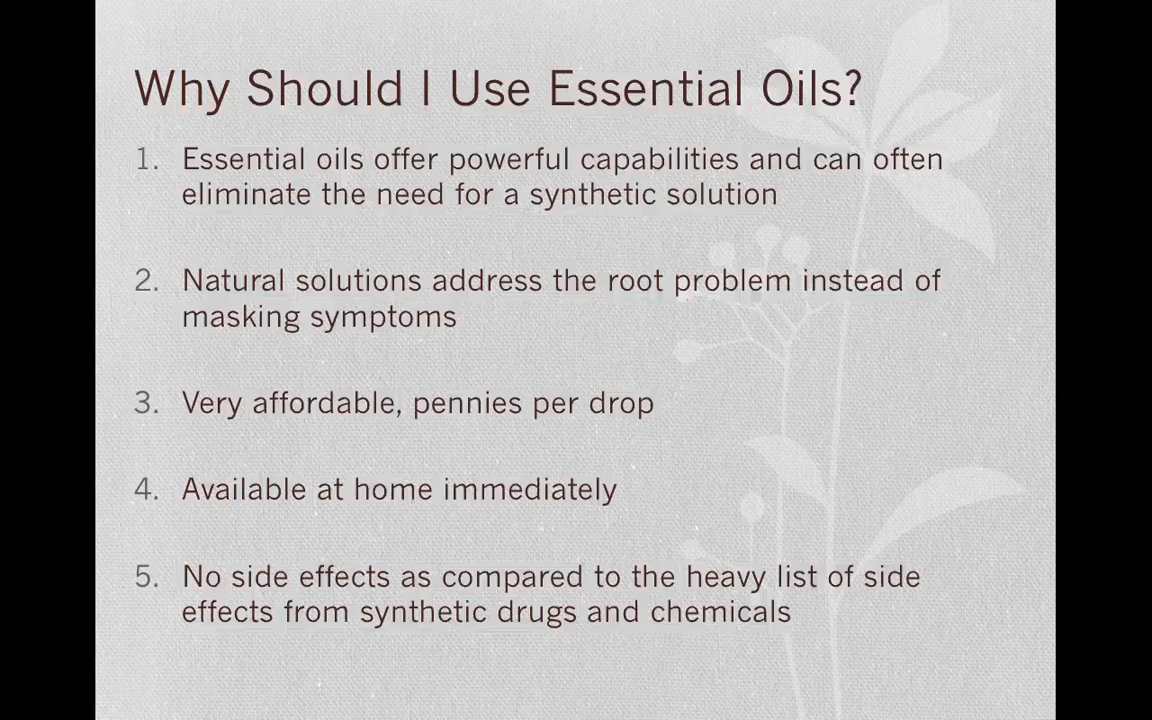 Why Should I Use Essential Oils?
1. Essential oils offer powerful capabilities and can often
eliminate the need for a synthetic solution
2. Natural solutions address the root problem instead of
masking symptoms
3. Very affordable, pennies per drop
4. Available at home immediately
5. No side effects as compared to the heavy list of side
effects from synthetic drugs and chemicals